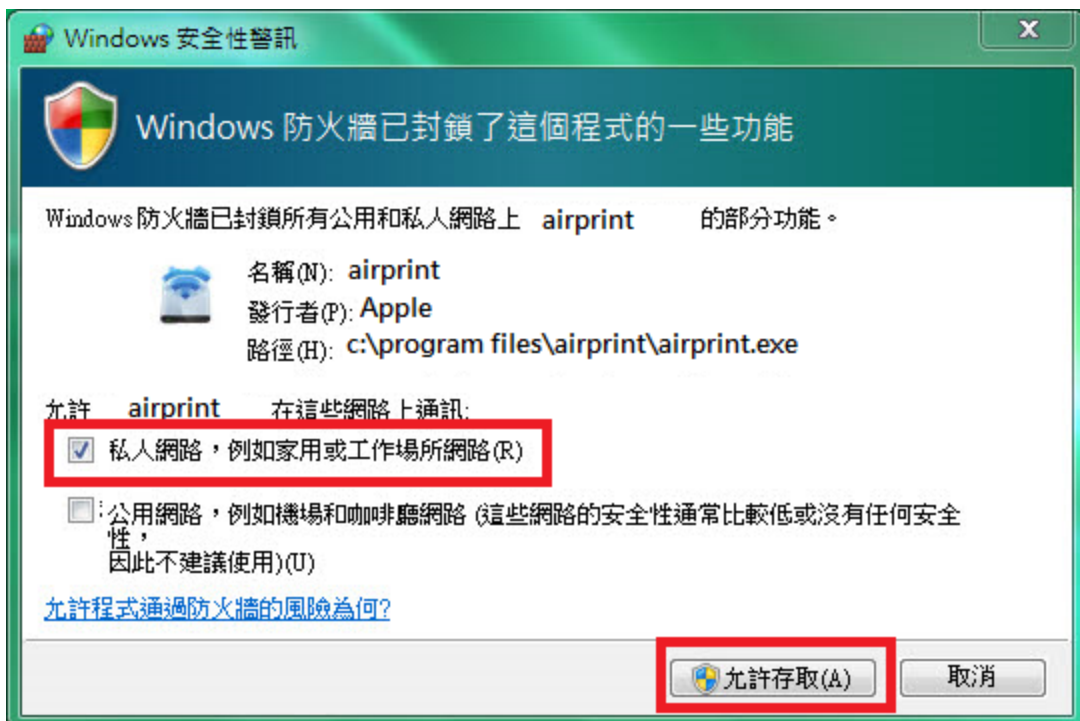 Windows 安全性警訊
Windows 防火牆已封鎖了這個程式的一些功能
Windows 防火牆已封鎖所有公用和私人網路上 airprint 的部分功能。
名稱(N): airprint
發行者(P): Apple
路徑(H): c:\program files\airprint\airprint.exe
允許 airprint 在這些網路上通訊:
私人網路，例如家用或工作場所網路(R)
公用網路，例如機場和咖啡廳網路 (這些網路的安全性通常比較低或沒有任何安全
性，
因此不建議使用)(U)
允許程式通過防火牆的風險為何?
允許存取(A) 取消